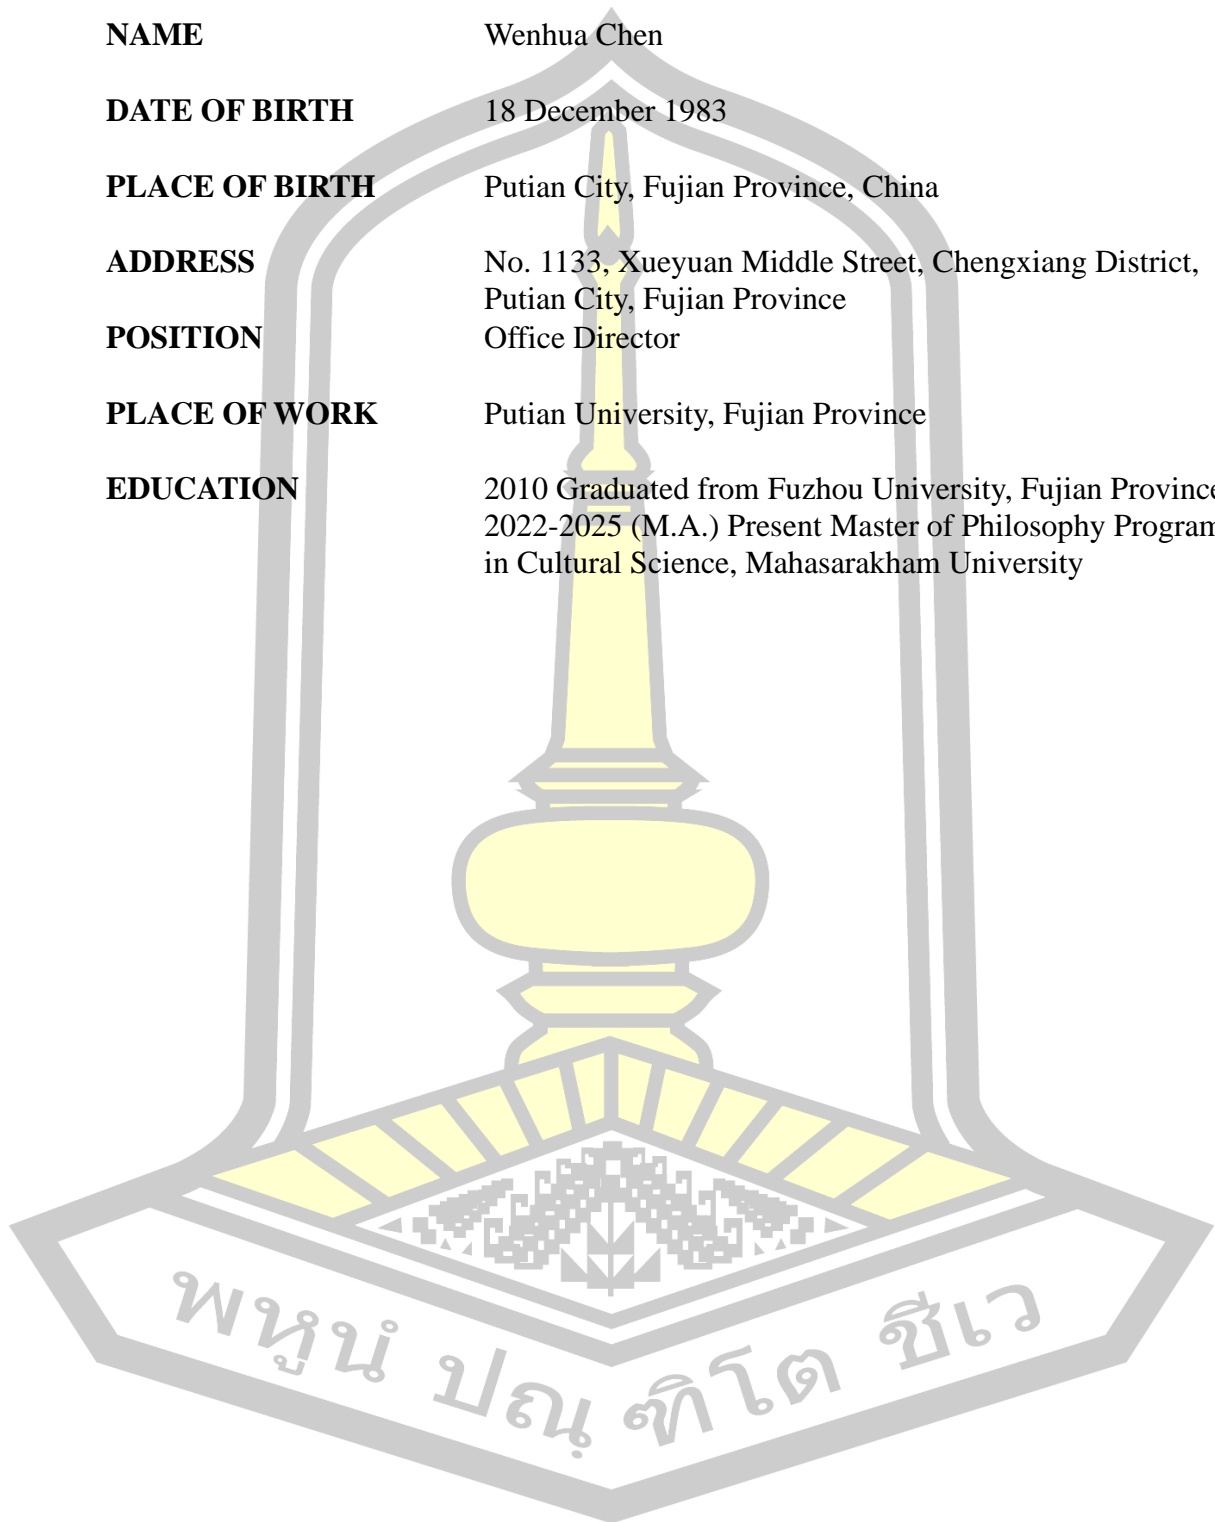 NAME Wenhua Chen
DATE OF BIRTH 18 December 1983
PLACE OF BIRTH Putian City, Fujian Province, China
ADDRESS No. 1133, Xueyuan Middle Street, Chengxiang District,
Putian City, Fujian Province
POSITION Office Director
PLACE OF WORK Putian University, Fujian Province
EDUCATION 2010 Graduated from Fuzhou University, Fujian Province
2022-2025 (M.A.) Present Master of Philosophy Program
in Cultural Science, Mahasarakham University
พหูนํ ปณฺฑิโต ชีเว